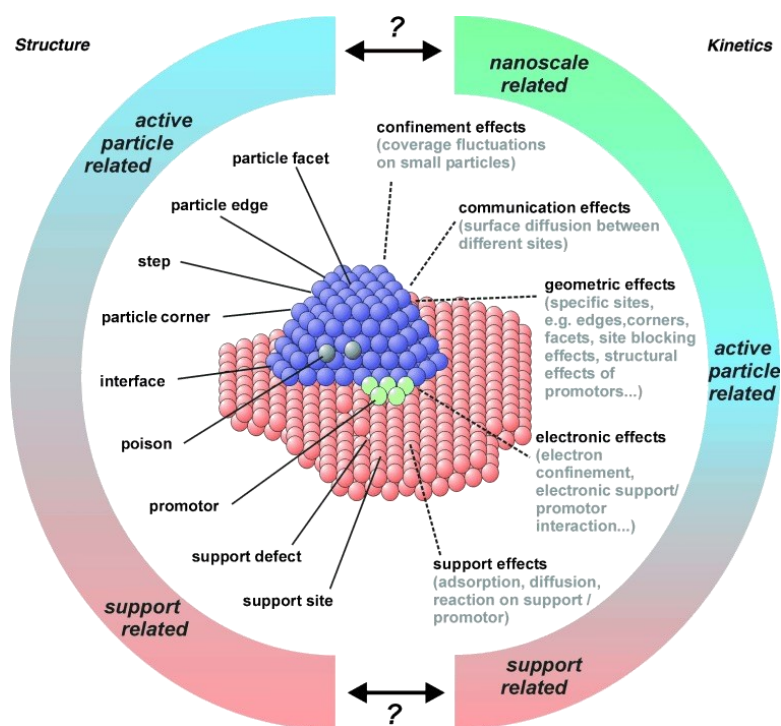 ?
Structure
Kinetics
nanoscale
related
active
particle
related
confinement effects
(coverage fluctuations
on small particles)
particle facet
particle edge
communication effects
(surface diffusion between
different sites)
step
geometric effects
(specific sites,
e.g. edges,corners,
facets, site blocking
effects, structural
effects of
promotors...)
particle corner
active
particle
related
interface
poison
electronic effects
(electron
confinement,
electronic support/
promotor
interaction...)
promotor
support defect
support effects
(adsorption, diffusion,
reaction on support /
promotor)
support site
support
related
support
related
?